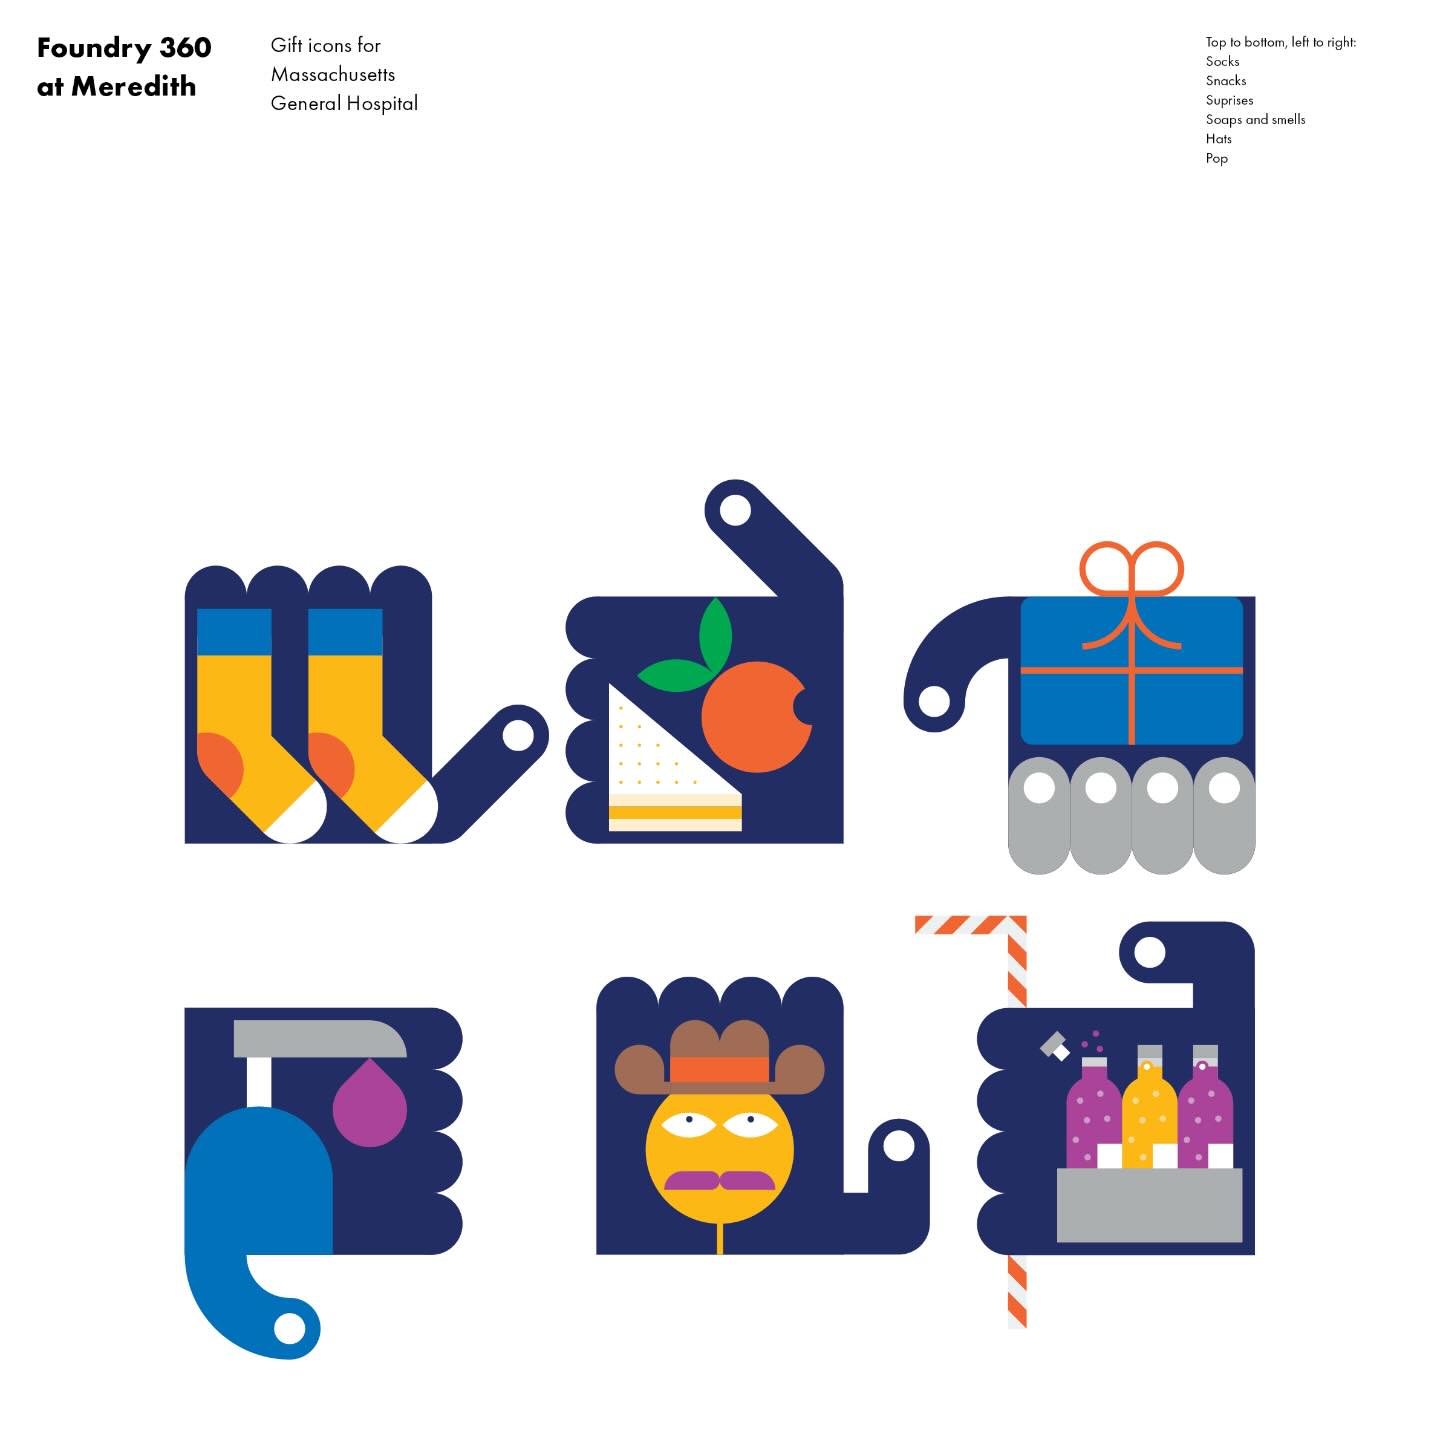 Foundry 360
at Meredith
Gift icons for
Massachusetts
General Hospital
Top to bottom, left to right:
Socks
Snacks
Suprises
Soaps and smells
Hats
Pop